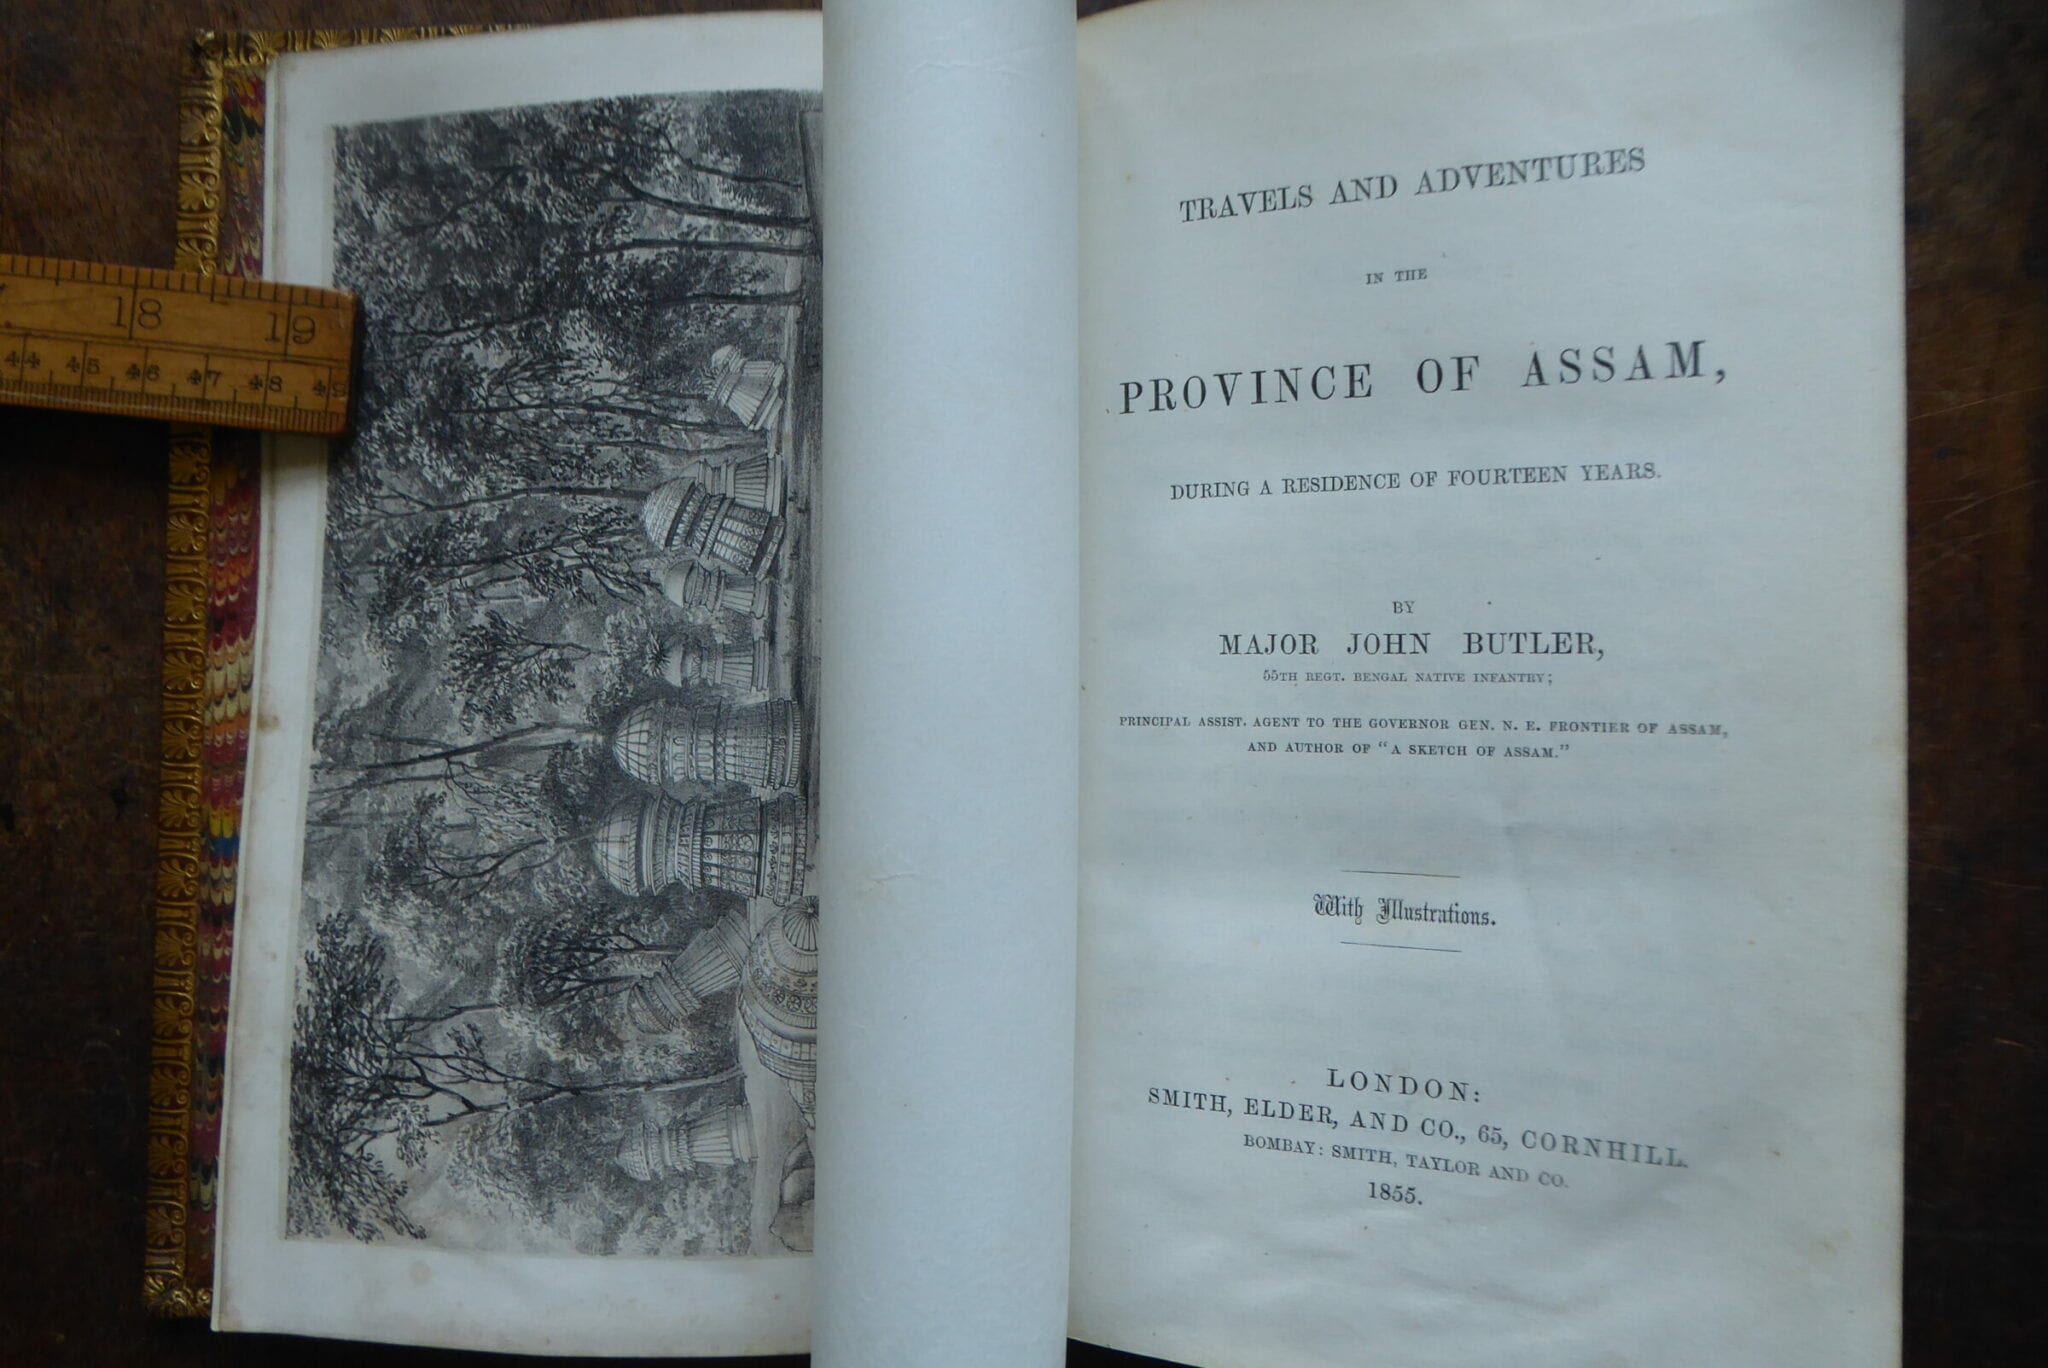 18 19
44 45 46 47 48 49
TRAVELS AND ADVENTURES
IN THE
PROVINCE OF ASSAM,
DURING A RESIDENCE OF FOURTEEN YEARS.
BY
MAJOR JOHN BUTLER,
55TH REGT. BENGAL NATIVE INFANTRY;
PRINCIPAL ASSIST. AGENT TO THE GOVERNOR GEN. N. E. FRONTIER OF ASSAM,
AND AUTHOR OF "A SKETCH OF ASSAM."
With Illustrations.
LONDON:
SMITH, ELDER, AND CO., 65, CORNHILL.
BOMBAY: SMITH, TAYLOR AND CO.
1855.